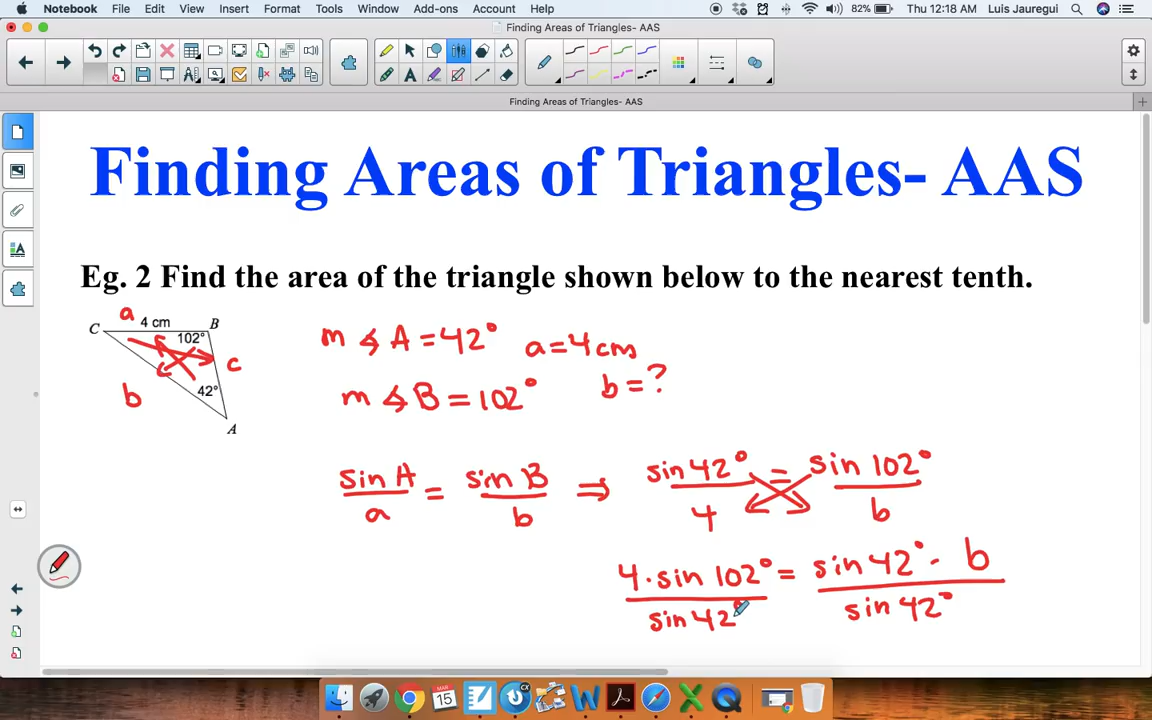 Notebook File Edit View Insert Format Tools Window Add-ons Account Help 82% Thu 12:18 AM Luis Jauregui
Finding Areas of Triangles- AAS
Finding Areas of Triangles- AAS
Finding Areas of Triangles- AAS
Eg. 2 Find the area of the triangle shown below to the nearest tenth.
a
C 4 cm B
102°
c
42°
b
A
m∡A=42° a=4cm
m∡B=102° b=?
sin A/a = sin B/b ⇒ sin 42°/4 = sin 102°/b
4·sin 102°/sin 42° = sin 42°·b/sin 42°
MAR
15